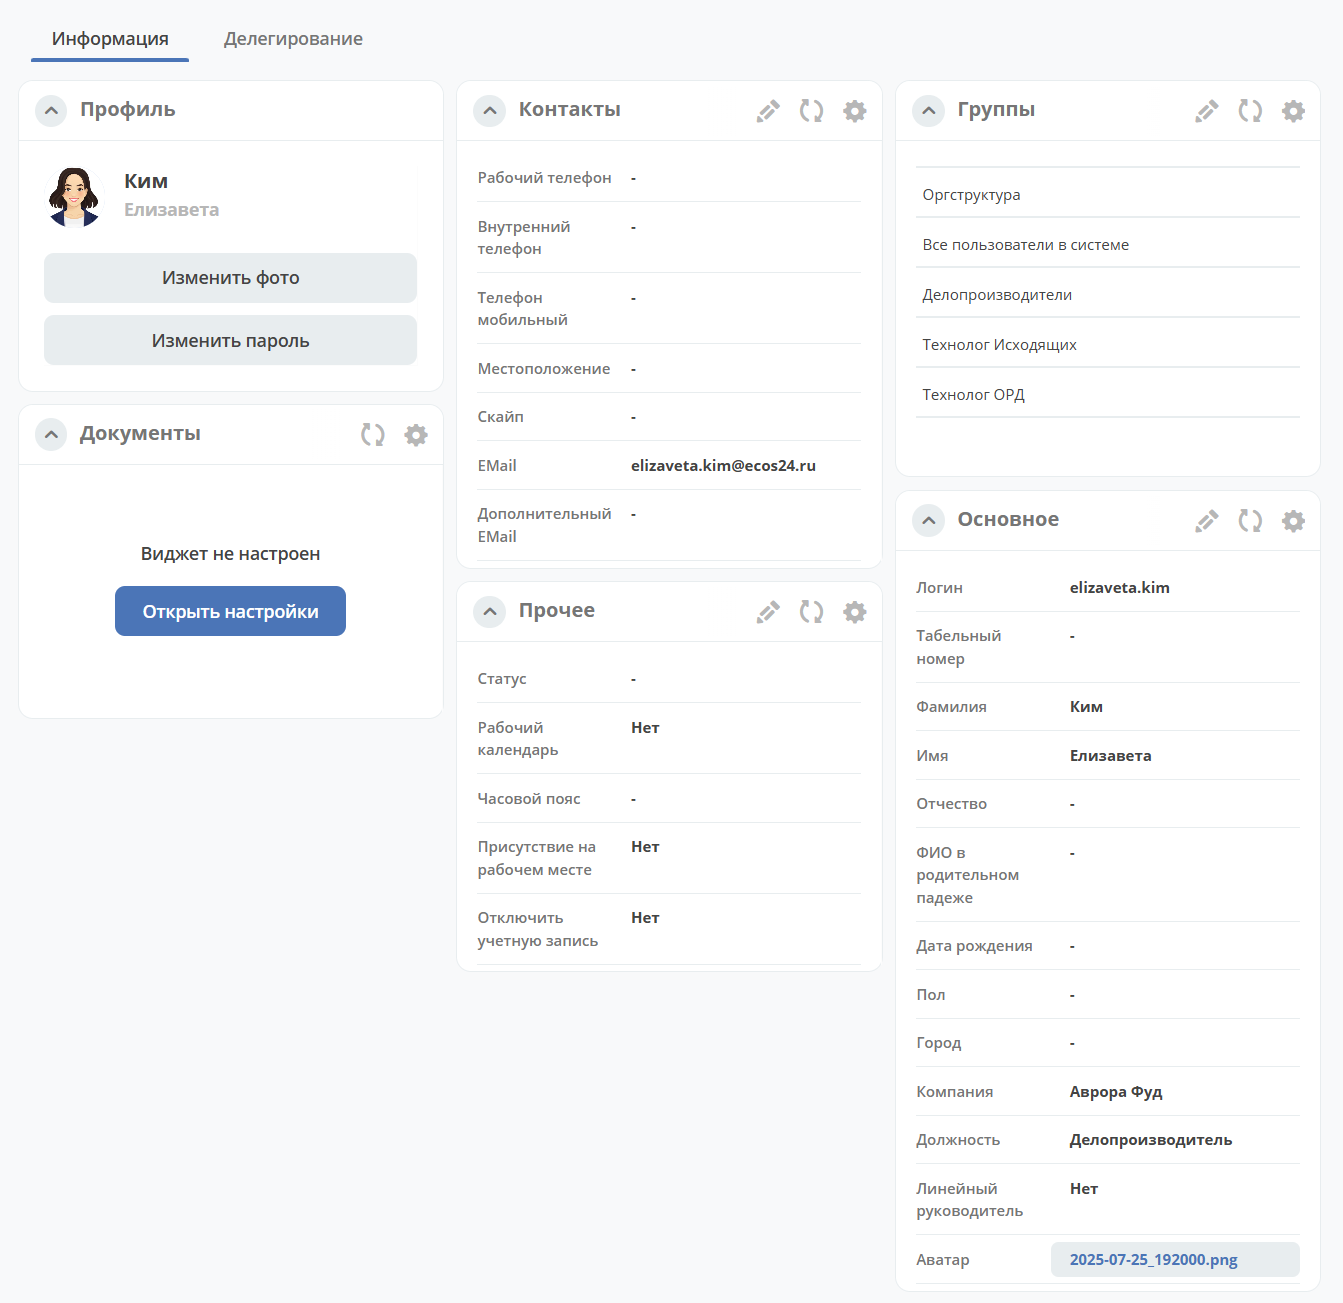 Информация
Делегирование
Профиль
Ким
Елизавета
Изменить фото
Изменить пароль
Документы
Виджет не настроен
Открыть настройки
Контакты
Рабочий телефон -
Внутренний
телефон
-
Телефон
мобильный
-
Местоположение -
Скайп -
EMail elizaveta.kim@ecos24.ru
Дополнительный
EMail
-
Прочее
Статус -
Рабочий
календарь
Нет
Часовой пояс -
Присутствие на
рабочем месте
Нет
Отключить
учетную запись
Нет
Группы
Оргструктура
Все пользователи в системе
Делопроизводители
Технолог Исходящих
Технолог ОРД
Основное
Логин elizaveta.kim
Табельный
номер
-
Фамилия Ким
Имя Елизавета
Отчество -
ФИО в
родительном
падеже
-
Дата рождения -
Пол -
Город -
Компания Аврора Фуд
Должность Делопроизводитель
Линейный
руководитель
Нет
Аватар 2025-07-25_192000.png